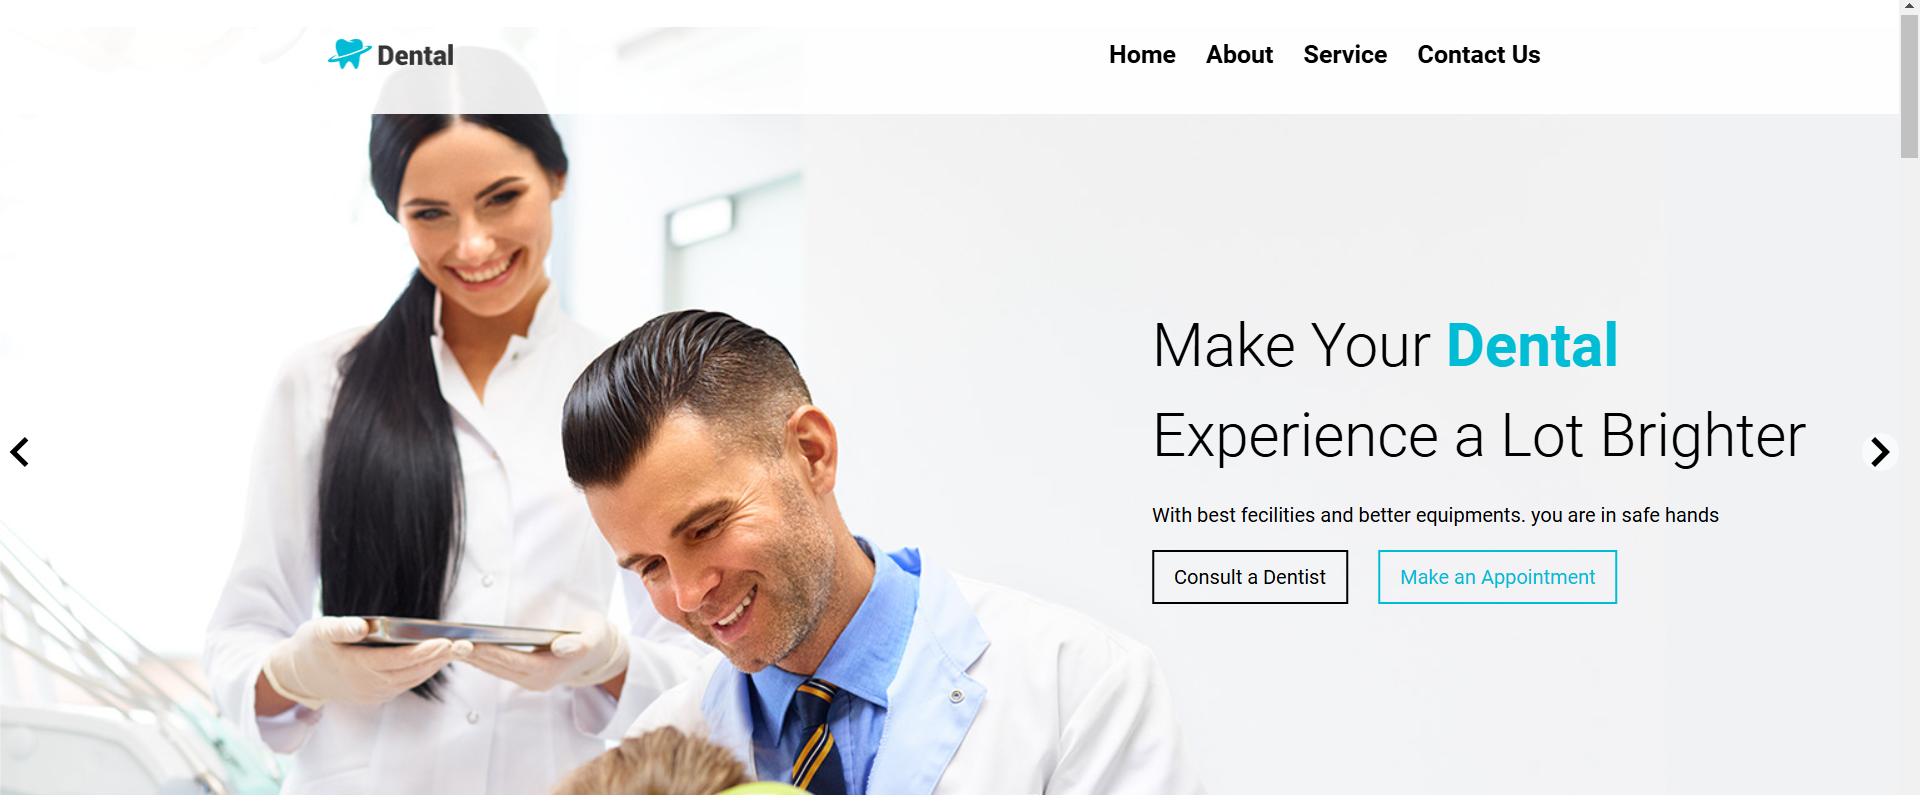 Dental
Home About Service Contact Us
Make Your Dental
Experience a Lot Brighter
With best fecilities and better equipments. you are in safe hands
Consult a Dentist Make an Appointment